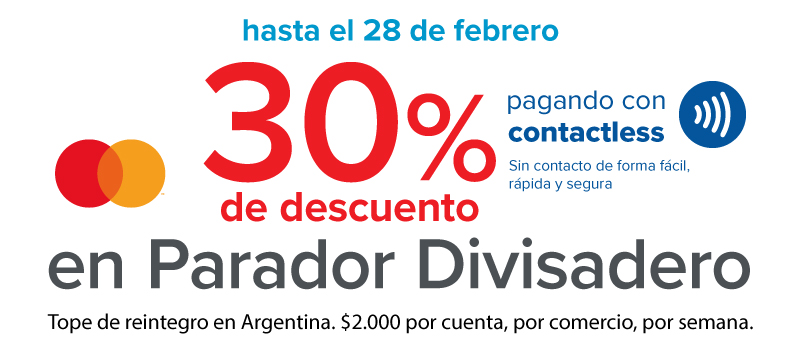 hasta el 28 de febrero
30%
de descuento
pagando con
contactless
Sin contacto de forma fácil,
rápida y segura
en Parador Divisadero
Tope de reintegro en Argentina. $2.000 por cuenta, por comercio, por semana.